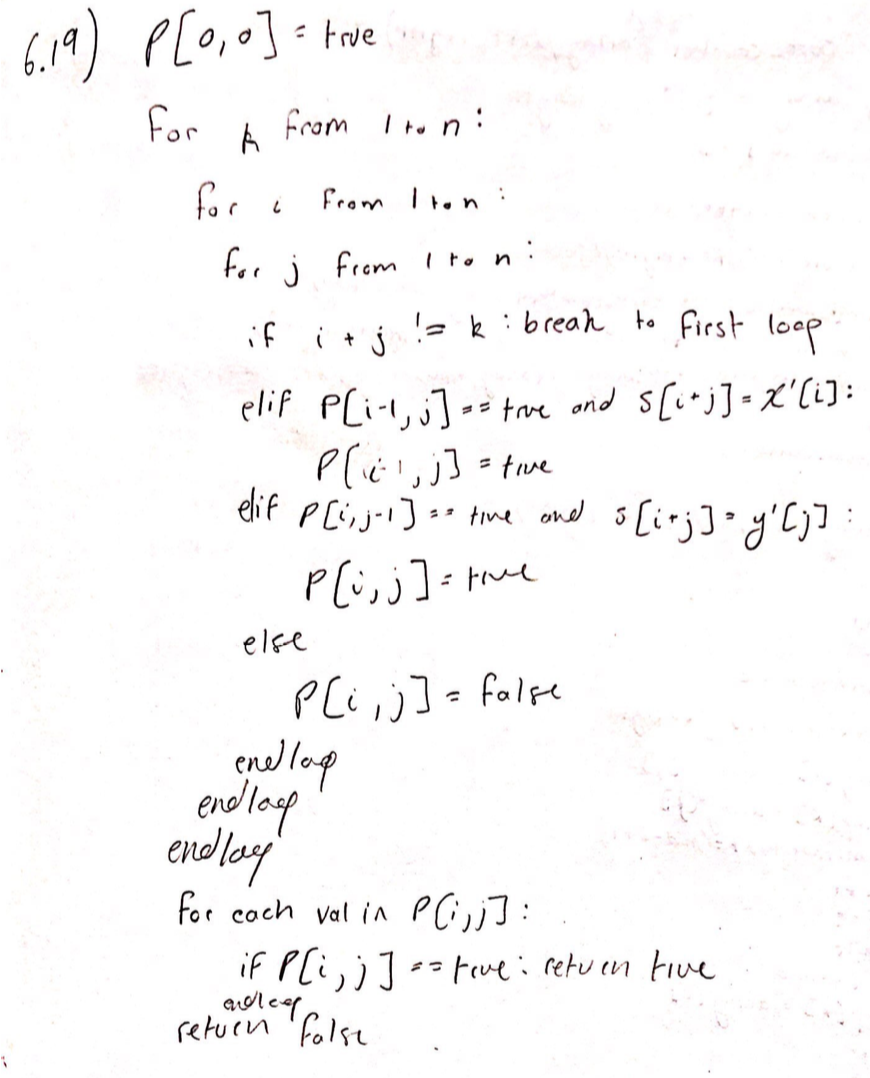 6.19) P[0,0] = true
for k from 1 to n:
for i from 1 to n:
for j from 1 to n:
if i + j != k : break to first loop
elif P[i-1,j] == true and s[i+j] = x'[i]:
P[i-1,j] = true
elif P[i,j-1] == true and s[i+j] = y'[j]:
P[i,j] = true
else
P[i,j] = false
endloop
endloop
endloop
for each val in P[i,j]:
if P[i,j] == true: return true
endloop
return false